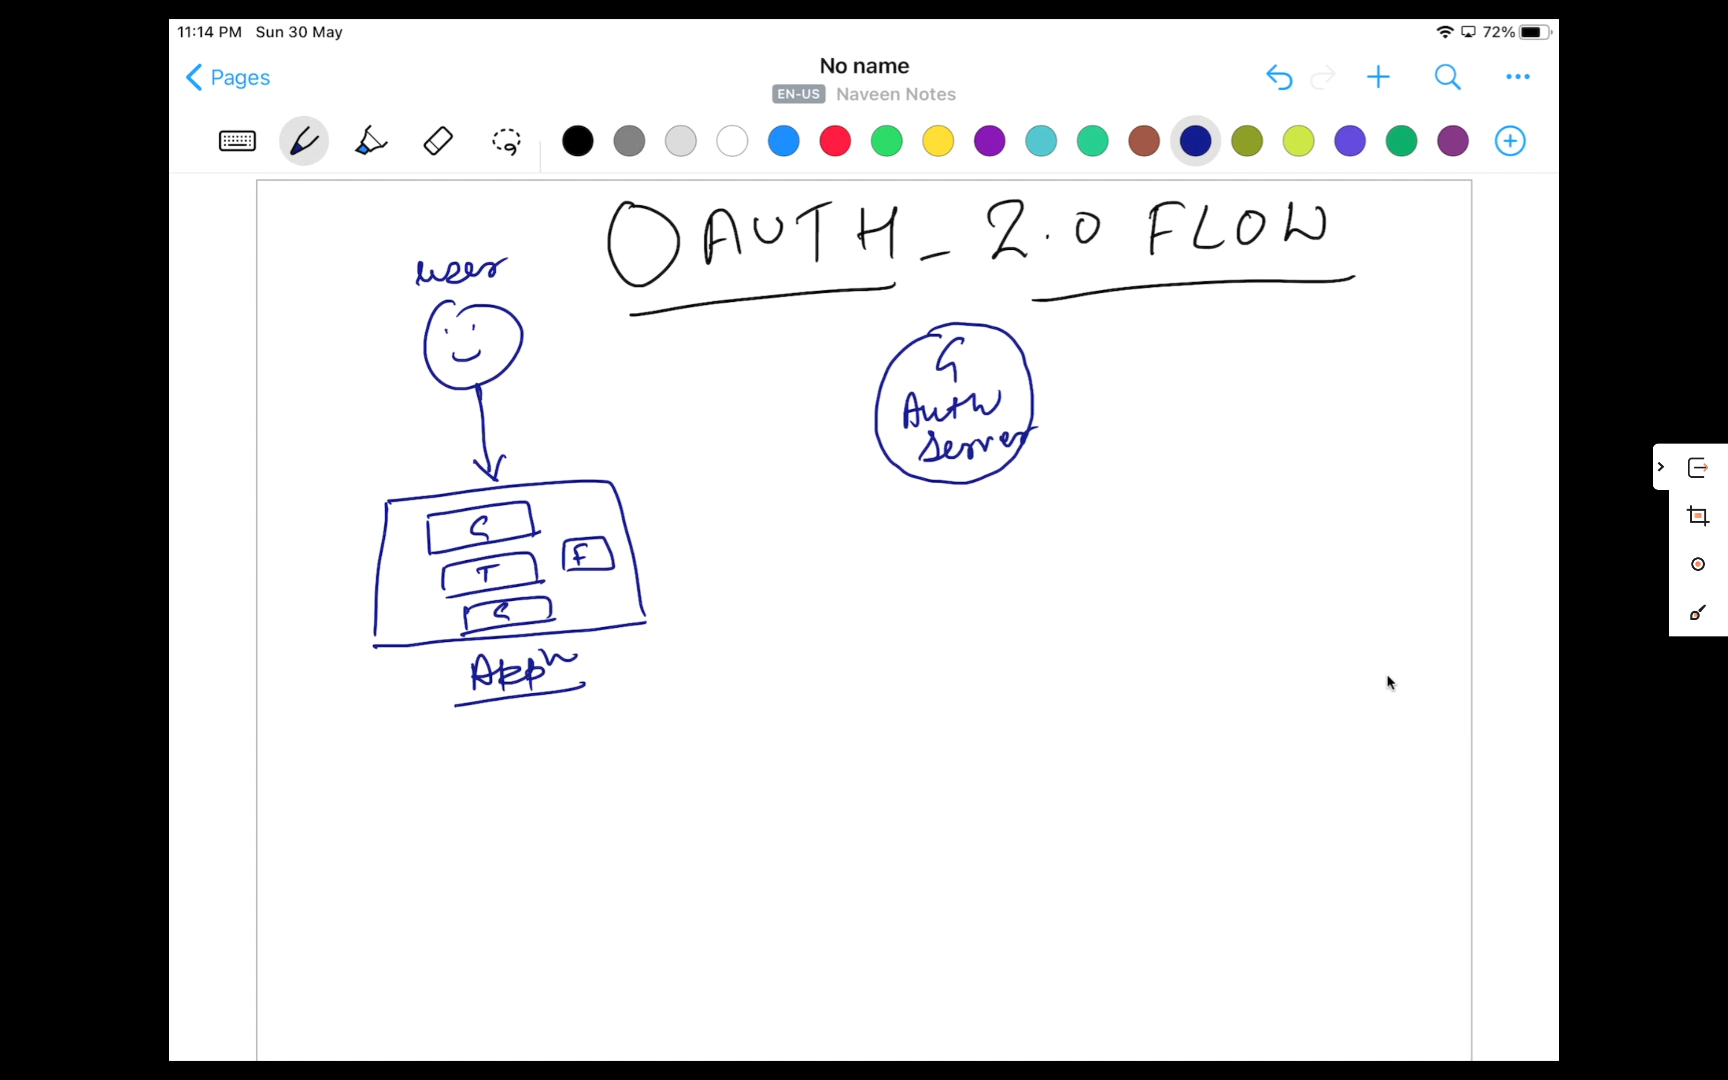 11:14 PM Sun 30 May
72%
Pages
No name
EN-US Naveen Notes
OAUTH_2.0 FLOW
user
G
Auth
Server
G
T
F
G
Appn